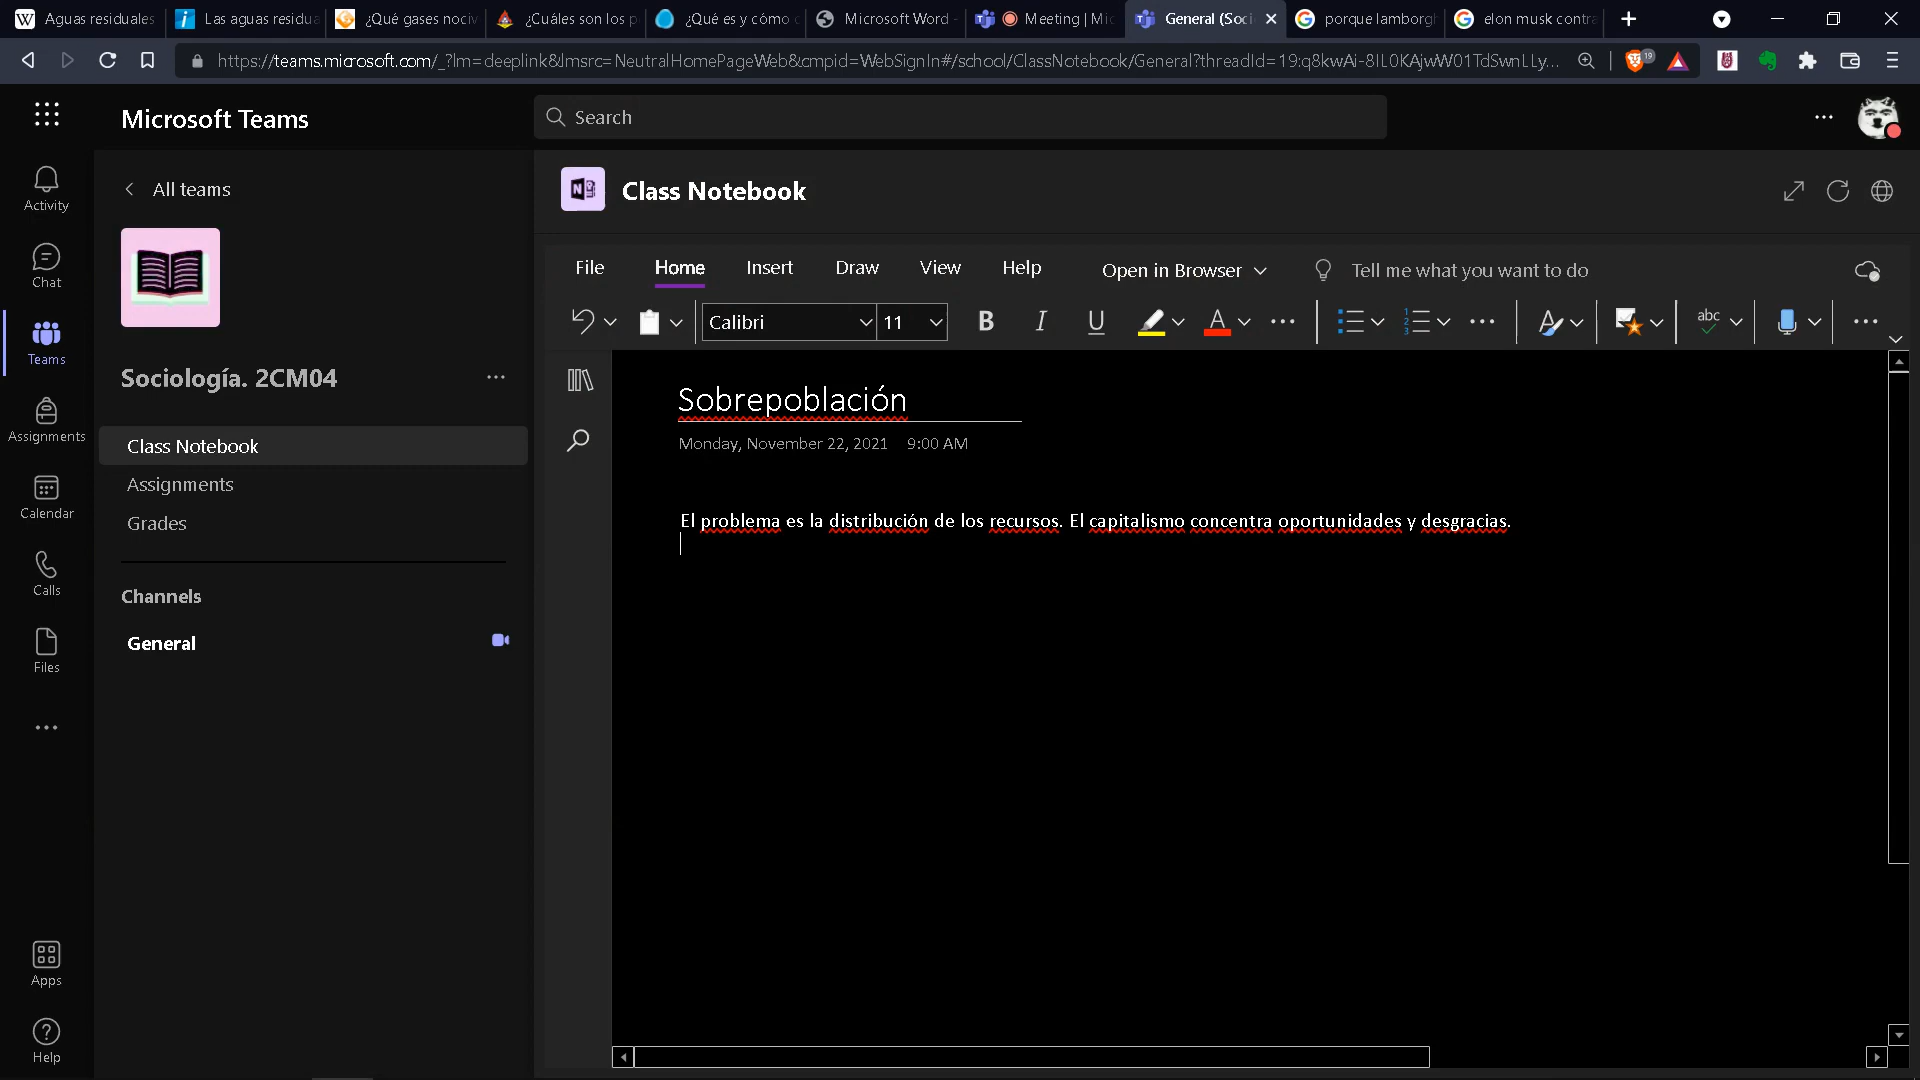 Aguas residuales
Las aguas residua
¿Qué gases nociv
¿Cuáles son los p
¿Qué es y cómo
Microsoft Word -
Meeting | Mic
General (Soci
porque lamborgh
elon musk contra
https://teams.microsoft.com/_?lm=deeplink&lmsrc=NeutralHomePageWeb&cmpid=WebSignIn#/school/ClassNotebook/General?threadId=19:q8kwAi-8IL0KAjwW01TdSwnLLy...
19
Microsoft Teams
Search
Activity
Chat
Teams
Assignments
Calendar
Calls
Files
Apps
Help
All teams
Sociología. 2CM04
Class Notebook
Assignments
Grades
Channels
General
Class Notebook
File Home Insert Draw View Help Open in Browser Tell me what you want to do
Calibri 11 B I U A abc
Sobrepoblación
Monday, November 22, 2021 9:00 AM
El problema es la distribución de los recursos. El capitalismo concentra oportunidades y desgracias.